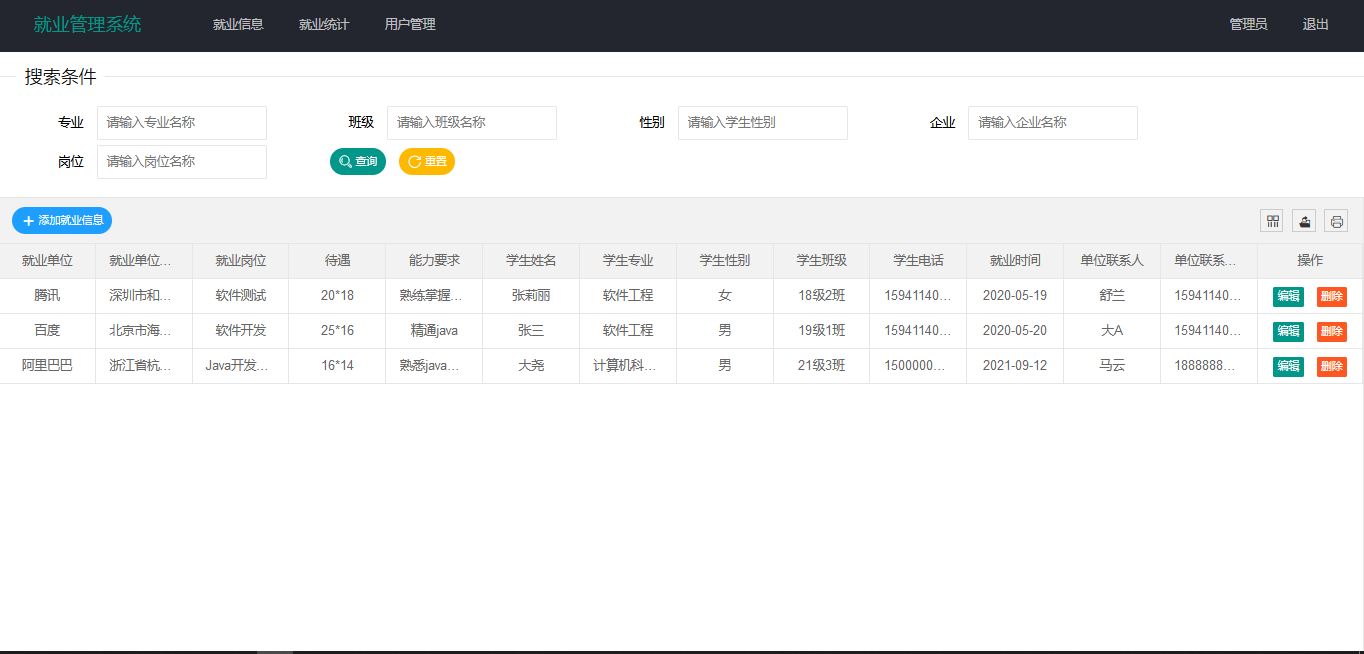 就业管理系统 就业信息 就业统计 用户管理 管理员 退出
搜索条件
专业 请输入专业名称 班级 请输入班级名称 性别 请输入学生性别 企业 请输入企业名称
岗位 请输入岗位名称 查询 重置
添加就业信息
就业单位 就业单位... 就业岗位 待遇 能力要求 学生姓名 学生专业 学生性别 学生班级 学生电话 就业时间 单位联系人 单位联系... 操作
腾讯 深圳市和... 软件测试 20*18 熟练掌握... 张莉丽 软件工程 女 18级2班 15941140... 2020-05-19 舒兰 15941140... 编辑 删除
百度 北京市海... 软件开发 25*16 精通java 张三 软件工程 男 19级1班 15941140... 2020-05-20 大A 15941140... 编辑 删除
阿里巴巴 浙江省杭... Java开发... 16*14 熟悉java... 大尧 计算机科... 男 21级3班 1500000... 2021-09-12 马云 1888888... 编辑 删除